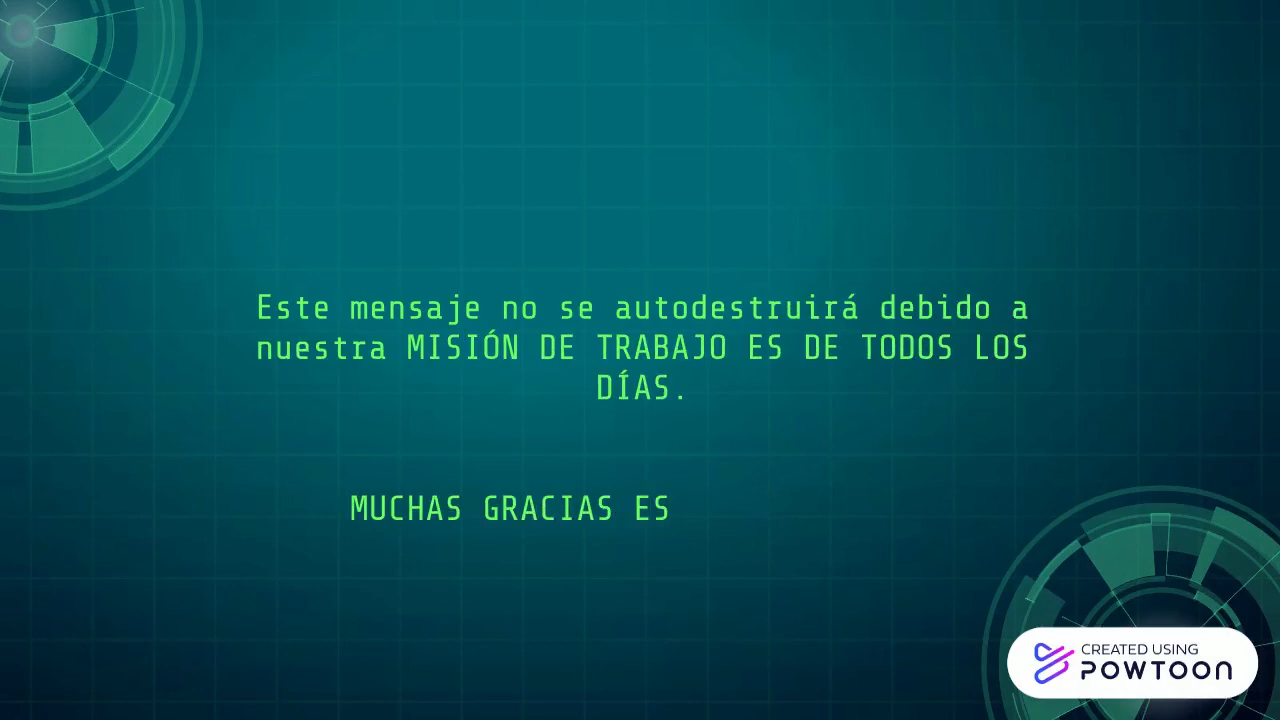 Este mensaje no se autodestruirá debido a
nuestra MISIÓN DE TRABAJO ES DE TODOS LOS
DÍAS.
MUCHAS GRACIAS ES
CREATED USING
POWTOON